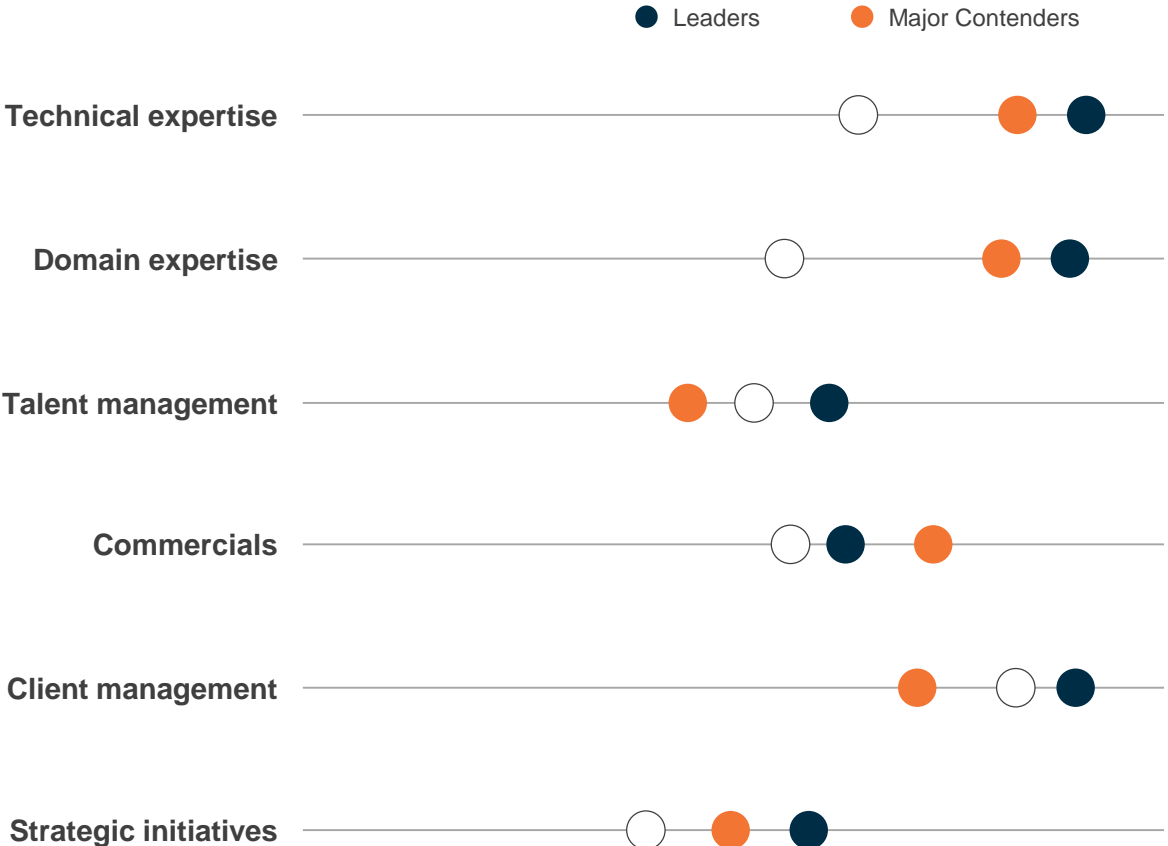 Leaders
Major Contenders
Technical expertise
Domain expertise
Talent management
Commercials
Client management
Strategic initiatives